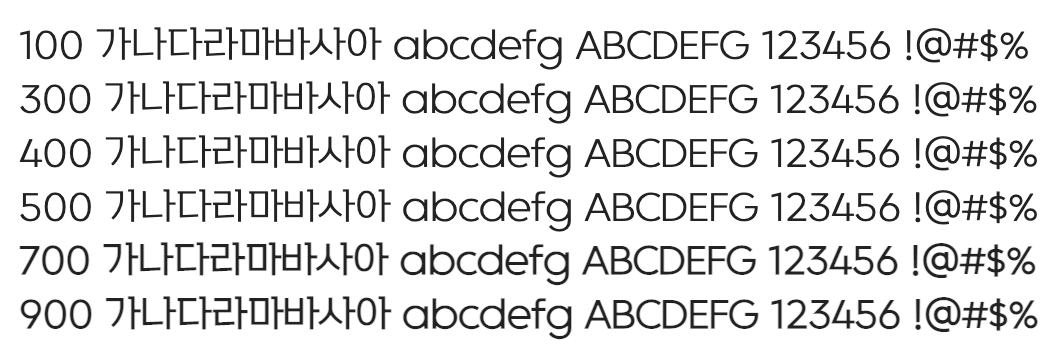 100 가나다라마바사아 abcdefg ABCDEFG 123456 !@#$%
300 가나다라마바사아 abcdefg ABCDEFG 123456 !@#$%
400 가나다라마바사아 abcdefg ABCDEFG 123456 !@#$%
500 가나다라마바사아 abcdefg ABCDEFG 123456 !@#$%
700 가나다라마바사아 abcdefg ABCDEFG 123456 !@#$%
900 가나다라마바사아 abcdefg ABCDEFG 123456 !@#$%